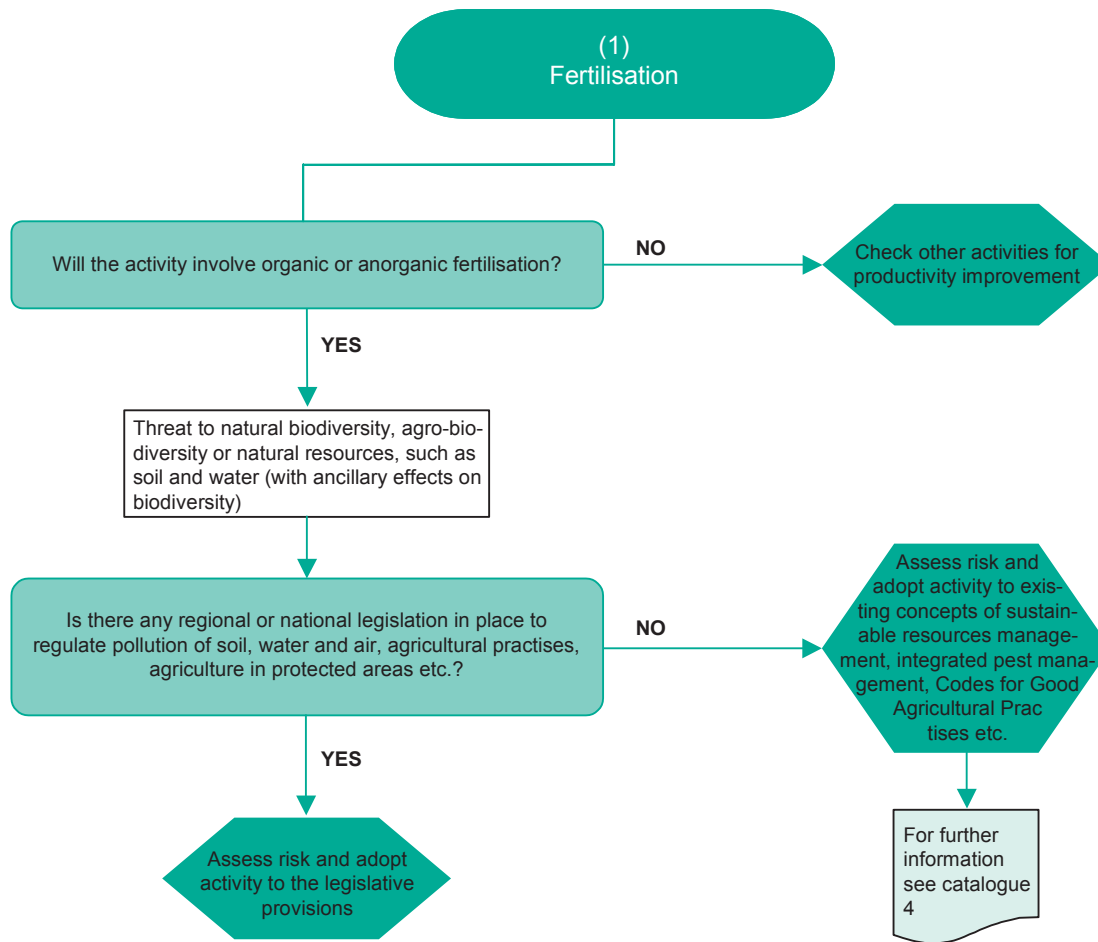 (1)
Fertilisation
Will the activity involve organic or anorganic fertilisation?
NO
Check other activities for
productivity improvement
YES
Threat to natural biodiversity, agro-bio-
diversity or natural resources, such as
soil and water (with ancillary effects on
biodiversity)
Is there any regional or national legislation in place to
regulate pollution of soil, water and air, agricultural practises,
agriculture in protected areas etc.?
NO
Assess risk and
adopt activity to exis-
ting concepts of sustain-
able resources manage-
ment, integrated pest man-
agement, Codes for Good
Agricultural Prac
tises etc.
YES
Assess risk and adopt
activity to the legislative
provisions
For further
information
see catalogue
4